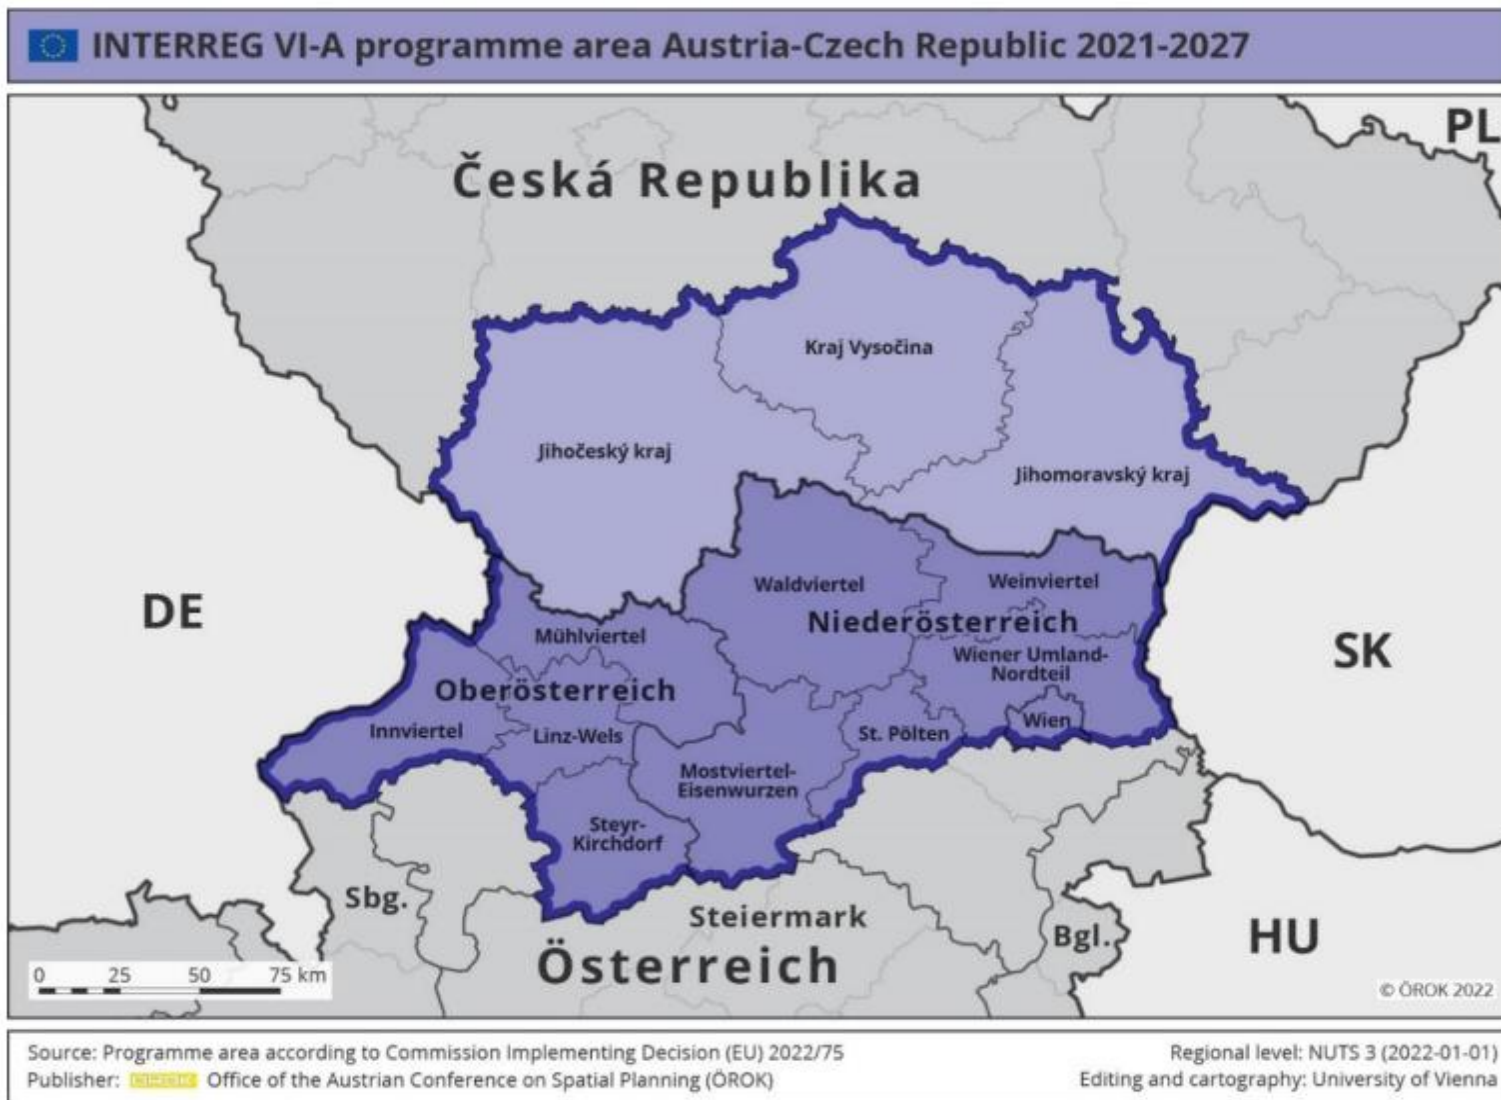 INTERREG VI-A programme area Austria-Czech Republic 2021-2027
PL
Česká Republika
Kraj Vysočina
Jihočeský kraj
Jihomoravský kraj
DE
Waldviertel
Weinviertel
Niederösterreich
Mühlviertel
SK
Wiener Umland-
Nordteil
Oberösterreich
Innviertel
Linz-Wels
St. Pölten
Wien
Mostviertel-
Eisenwurzen
Steyr-
Kirchdorf
Sbg.
Steiermark
Bgl.
HU
Österreich
0 25 50 75 km
© ÖROK 2022
Source: Programme area according to Commission Implementing Decision (EU) 2022/75
Regional level: NUTS 3 (2022-01-01)
Publisher: ÖROK Office of the Austrian Conference on Spatial Planning (ÖROK)
Editing and cartography: University of Vienna